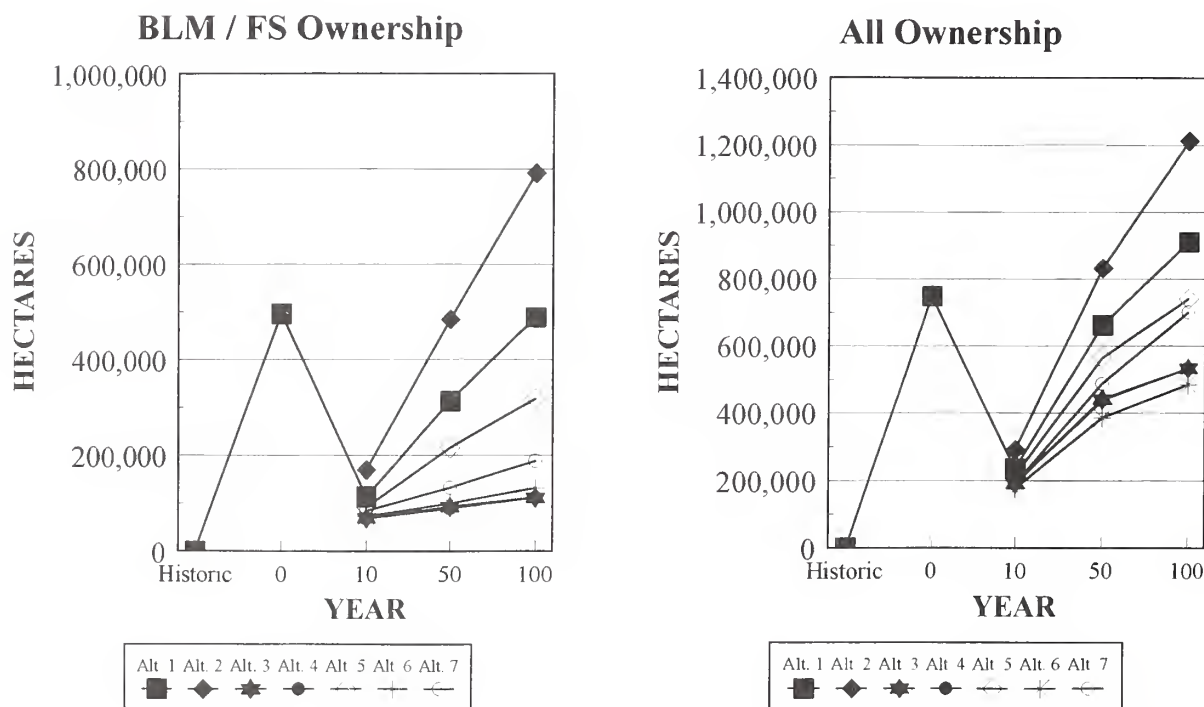 BLM / FS Ownership
1,000,000
800,000
600,000
400,000
200,000
0
HECTARES
Historic 0 10 50 100
YEAR
Alt 1 Alt. 2 Alt. 3 Alt. 4 Alt 5 Alt 6 Alt. 7
All Ownership
1,400,000
1,200,000
1,000,000
800,000
600,000
400,000
200,000
0
HECTARES
Historic 0 10 50 100
YEAR
Alt. 1 Alt 2 Alt. 3 Alt 4 Alt 5 Alt. 6 Alt 7